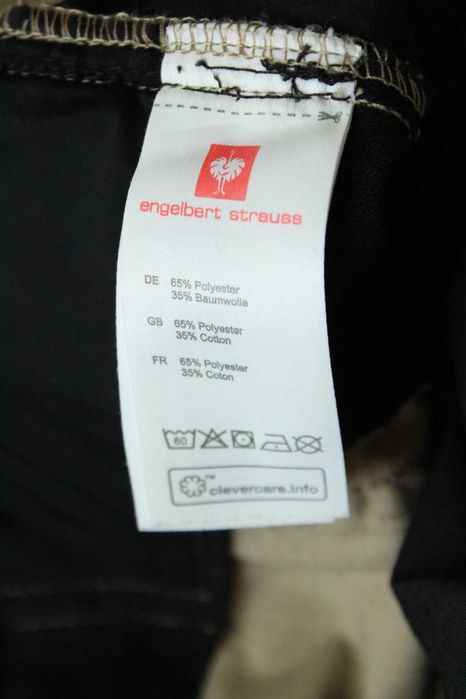 engelbert strauss
DE 65% Polyester
35% Baumwolle
GB 65% Polyester
35% Cotton
FR 65% Polyester
35% Coton
60
™
clevercare.info